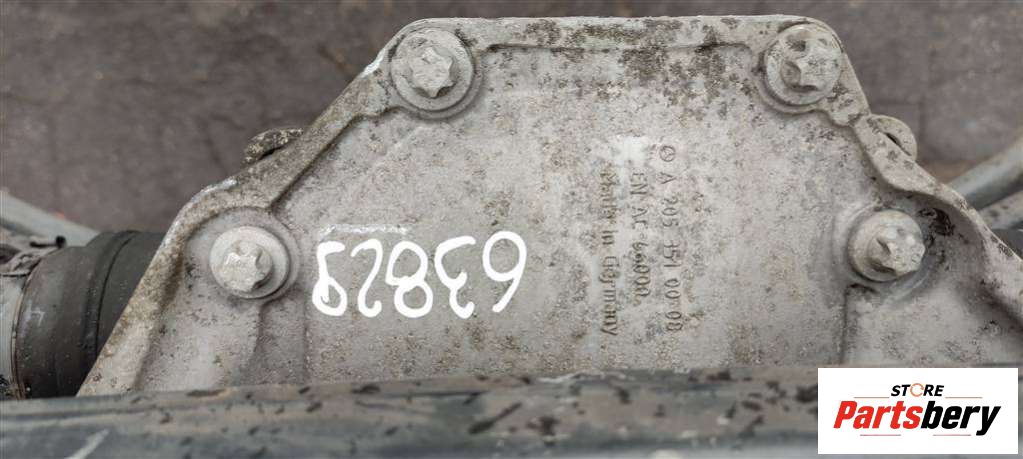 A 205 351 00 08
EN AC 46000
Made in Germany
63829
STORE
Partsbery